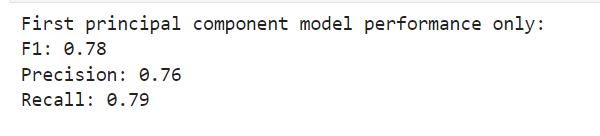 First principal component model performance only:
F1: 0.78
Precision: 0.76
Recall: 0.79